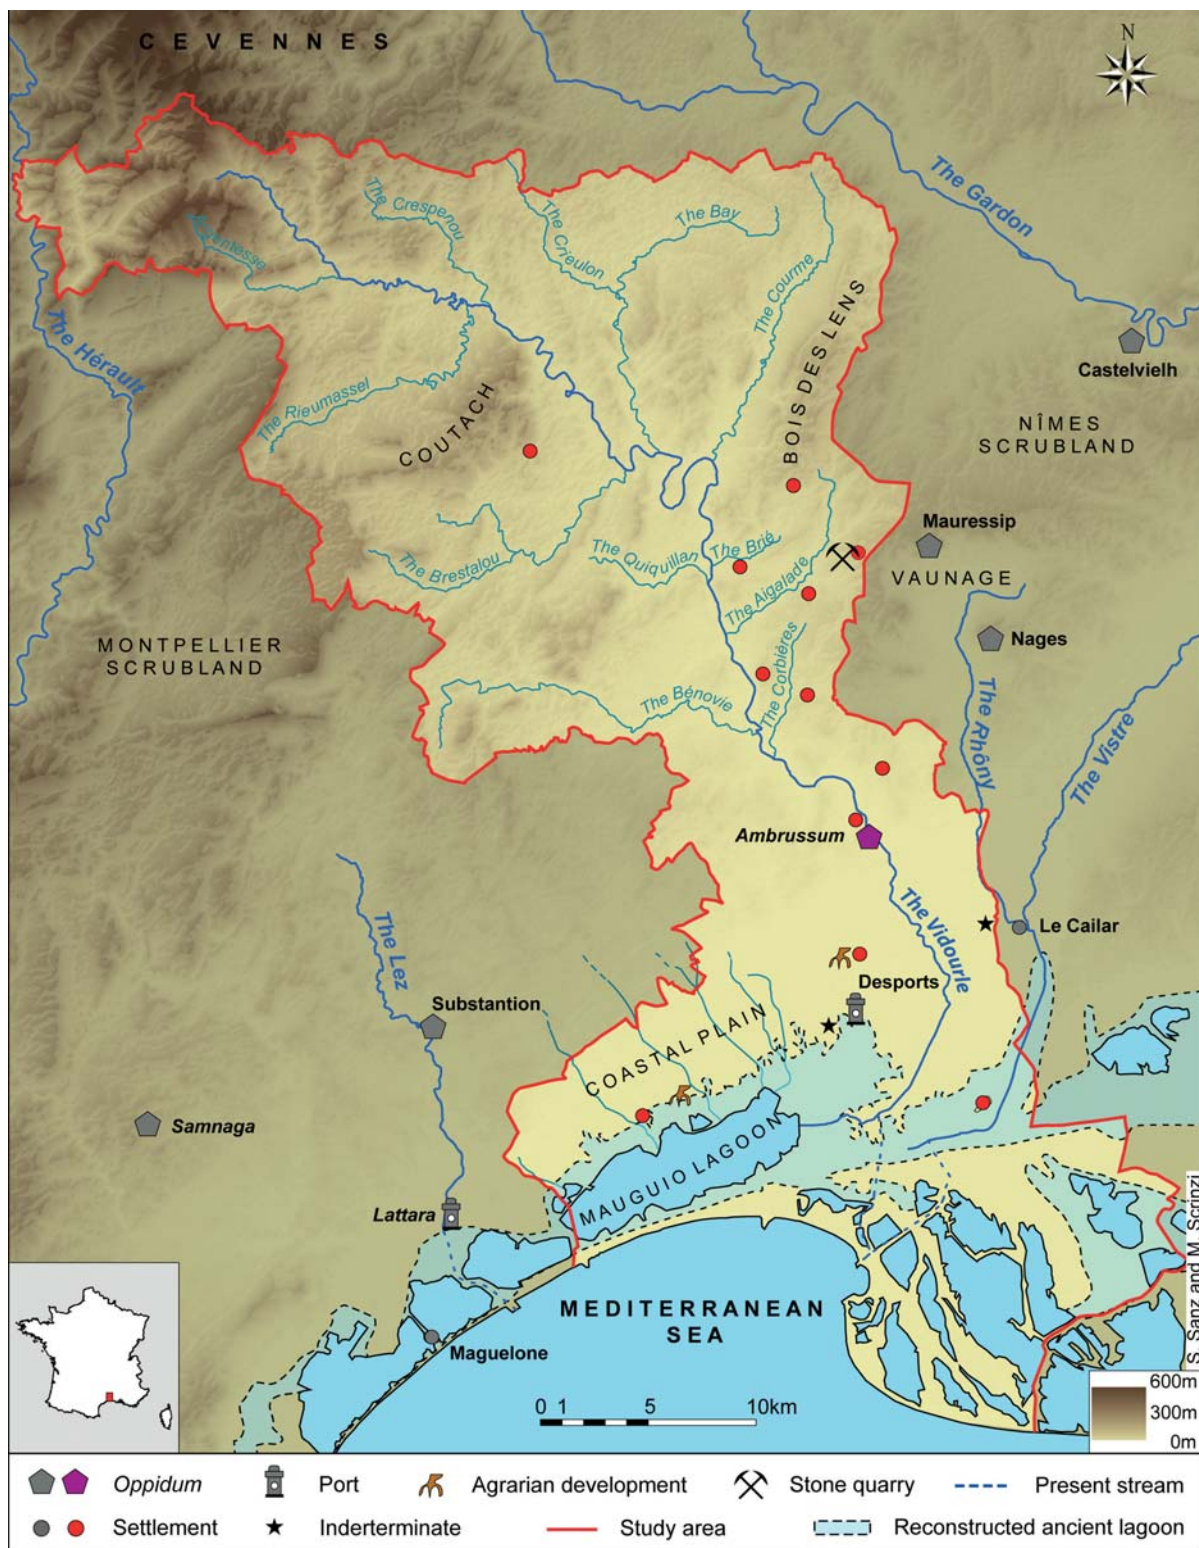 CEVENNES
N
The Gardon
The Crespenou
The Crieulon
The Bay
The Courme
Argentesse
The Hérault
The Rieumassel
COUTACH
BOIS DES LENS
Castelvielh
NÎMES
SCRUBLAND
Mauressip
VAUNAGE
The Brestalou
The Quiquillan
The Brié
The Aigalade
Nages
MONTPELLIER
SCRUBLAND
The Corbières
The Bénovie
The Rhôny
The Vistre
Ambrussum
The Vidourle
Le Cailar
The Lez
Substantion
Desports
COASTAL PLAIN
Samnaga
MAUGUIO LAGOON
Lattara
MEDITERRANEAN
SEA
Maguelone
S. Sanz and M. Scrinzi
0 1 5 10km
600m
300m
0m
Oppidum
Port
Agrarian development
Stone quarry
Present stream
Settlement
Inderterminate
Study area
Reconstructed ancient lagoon